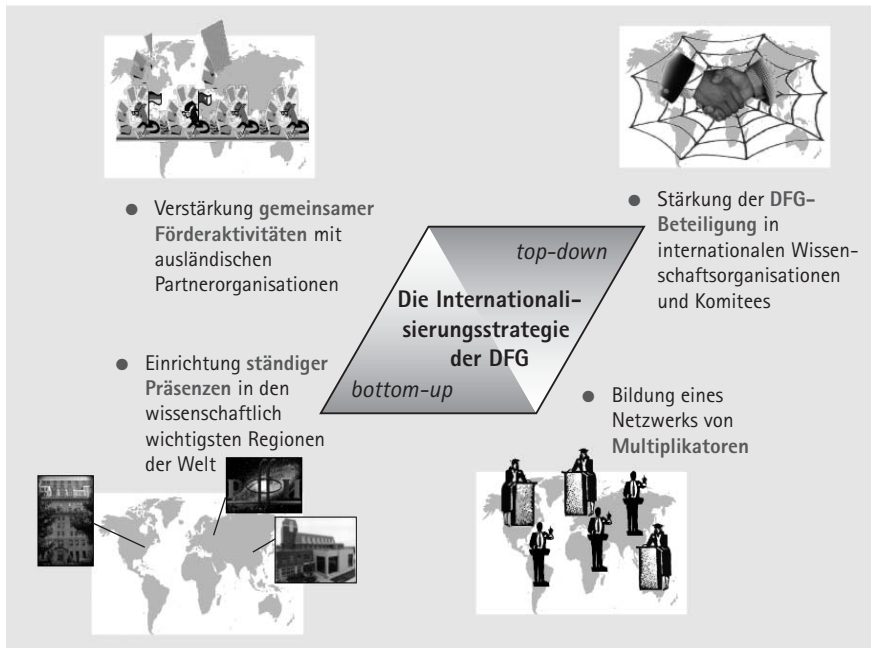 ● Verstärkung gemeinsamer
Förderaktivitäten mit
ausländischen
Partnerorganisationen
● Stärkung der DFG-
Beteiligung in
internationalen Wissen-
schaftsorganisationen
und Komitees
top-down
Die Internationali-
sierungsstrategie
der DFG
bottom-up
● Einrichtung ständiger
Präsenzen in den
wissenschaftlich
wichtigsten Regionen
der Welt
● Bildung eines
Netzwerks von
Multiplikatoren